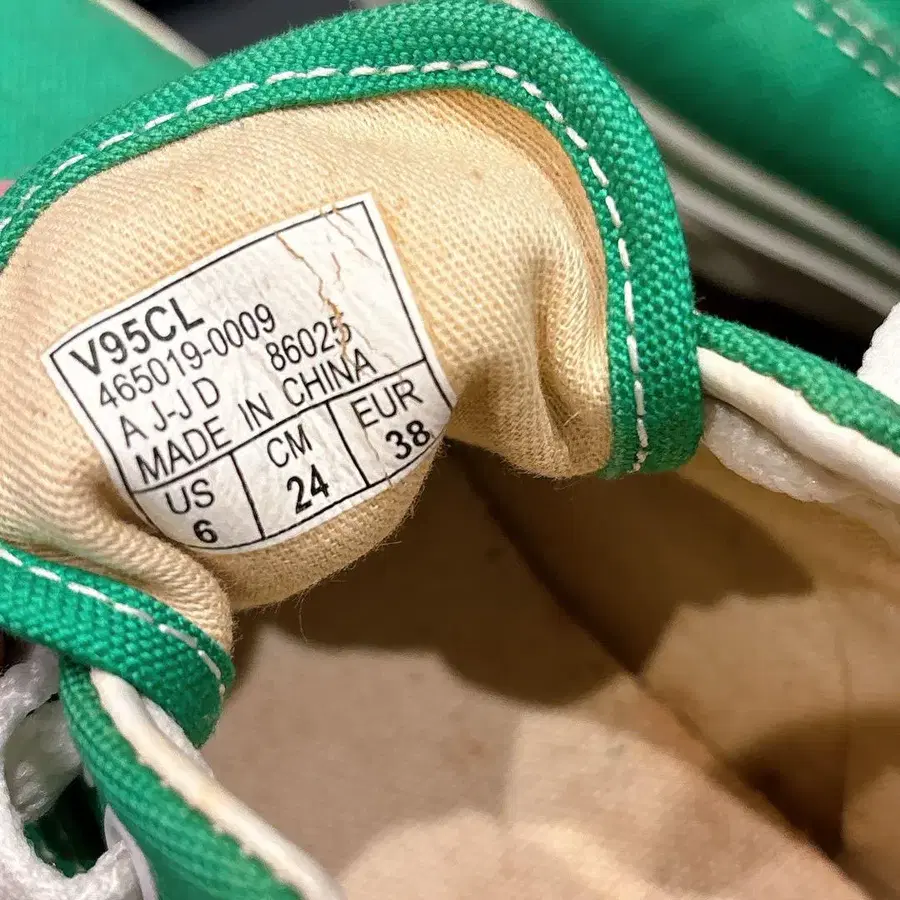 V95CL
465019-0009
A J-J D 86025
MADE IN CHINA
US CM EUR
6 24 38